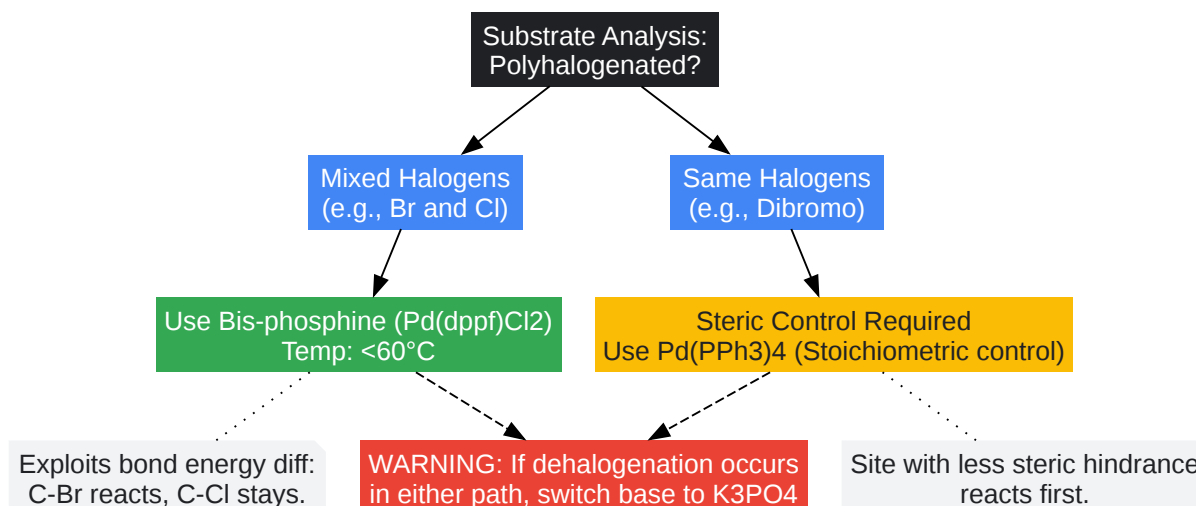 Substrate Analysis:
Polyhalogenated?
Mixed Halogens
(e.g., Br and Cl)
Same Halogens
(e.g., Dibromo)
Use Bis-phosphine (Pd(dppf)Cl2)
Temp: <60°C
Steric Control Required
Use Pd(PPh3)4 (Stoichiometric control)
Exploits bond energy diff:
C-Br reacts, C-Cl stays.
WARNING: If dehalogenation occurs
in either path, switch base to K3PO4
Site with less steric hindrance
reacts first.